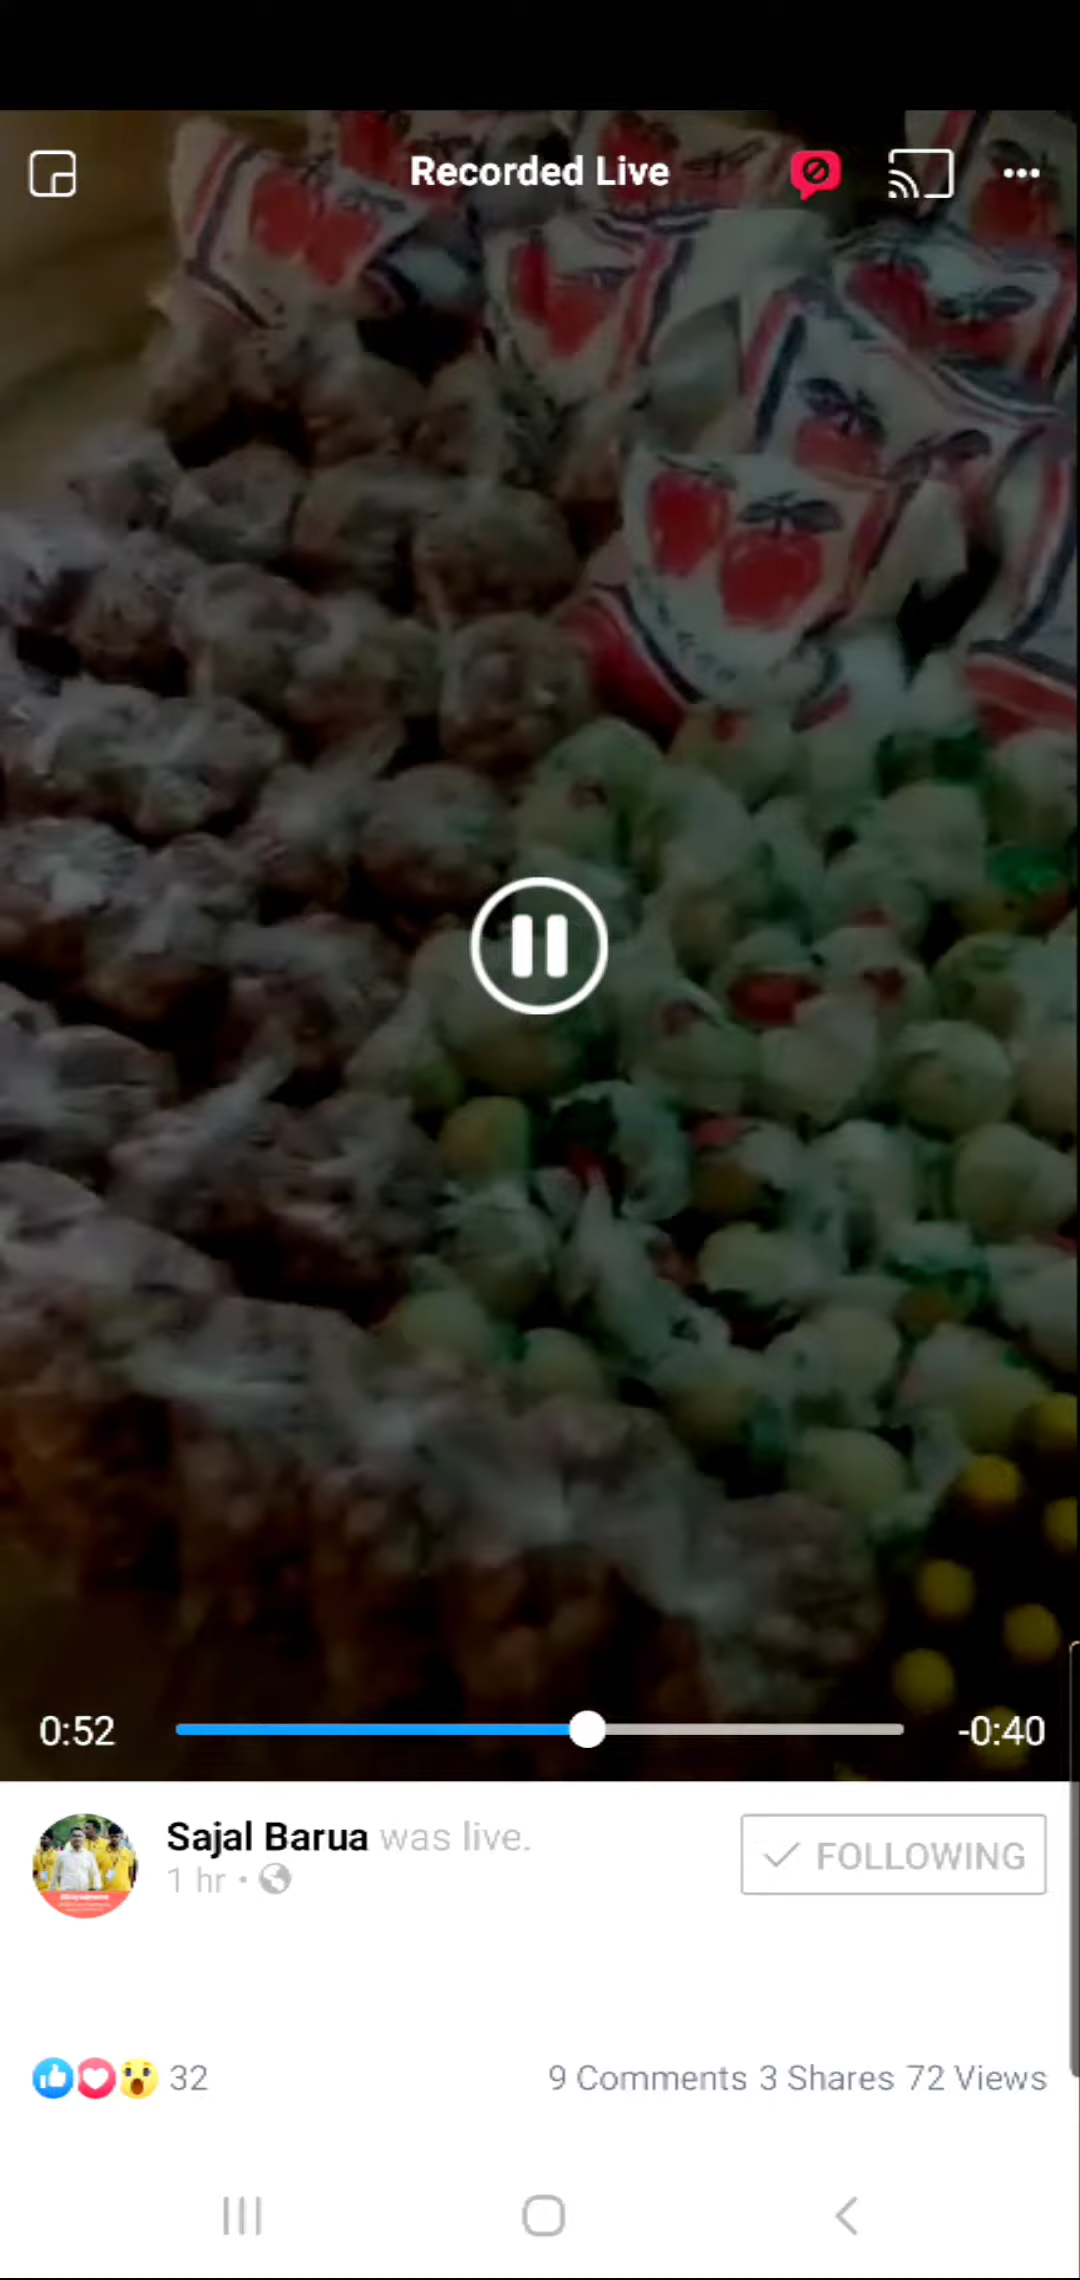 Recorded Live
0:52
-0:40
Sajal Barua was live.
FOLLOWING
1 hr
32
9 Comments 3 Shares 72 Views